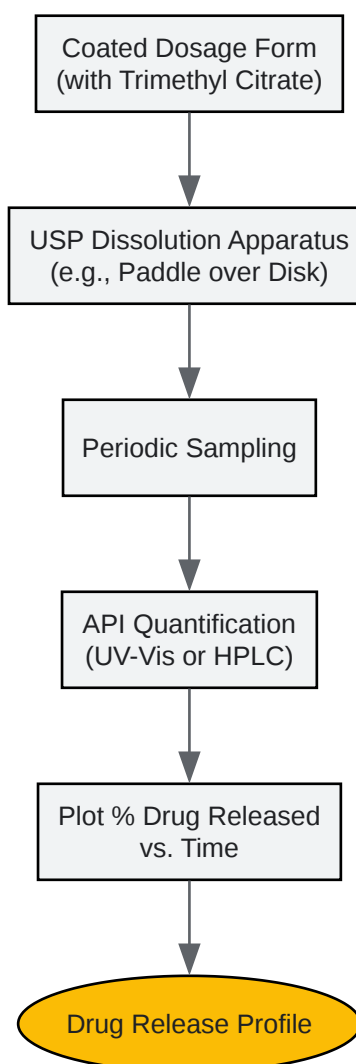 Coated Dosage Form
(with Trimethyl Citrate)
USP Dissolution Apparatus
(e.g., Paddle over Disk)
Periodic Sampling
API Quantification
(UV-Vis or HPLC)
Plot % Drug Released
vs. Time
Drug Release Profile